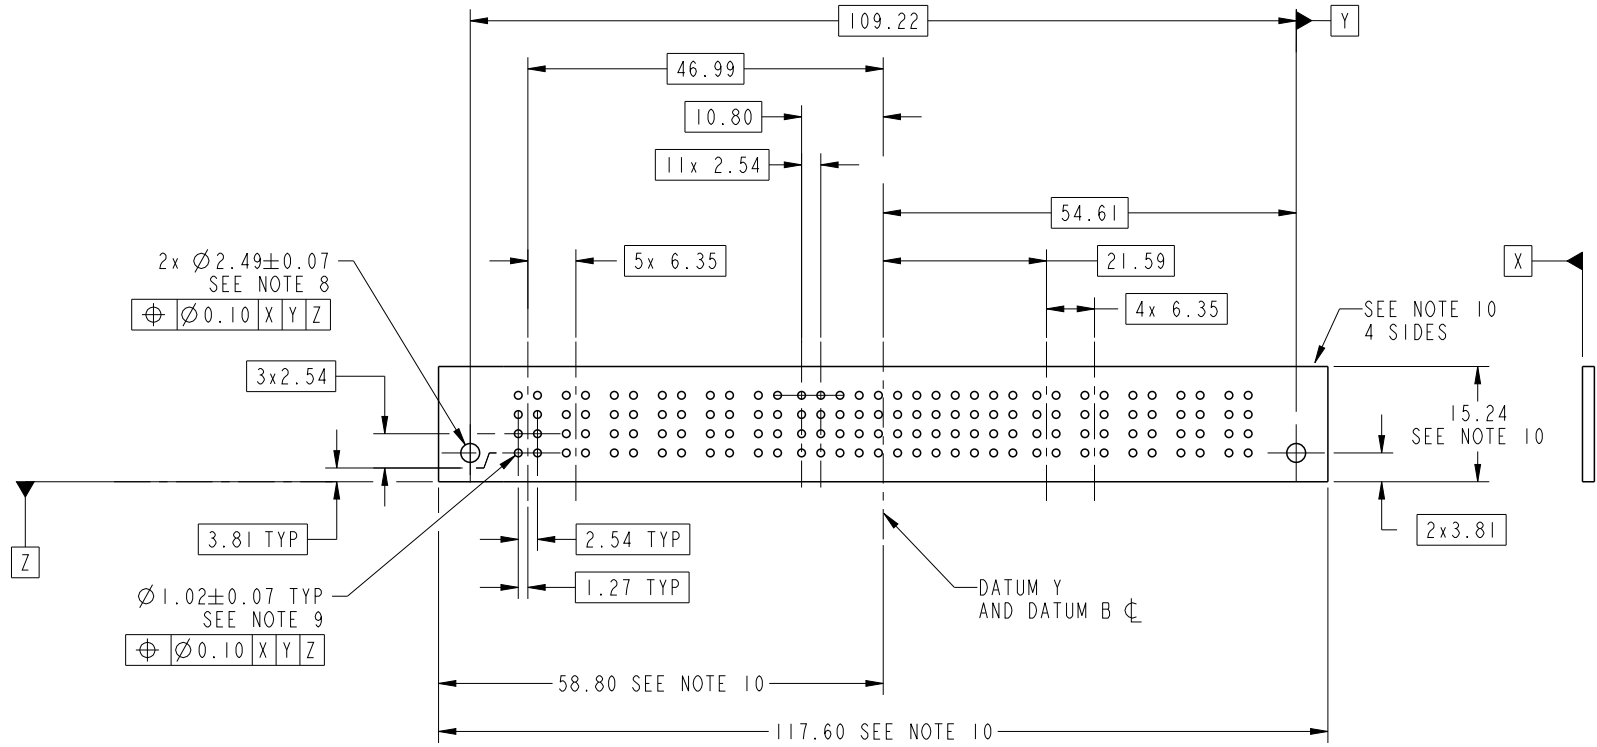 109.22
Y
46.99
10.80
11x 2.54
54.61
2x Ø2.49±0.07
SEE NOTE 8
⌖ Ø0.10 X Y Z
5x 6.35
21.59
X
4x 6.35
SEE NOTE 10
4 SIDES
3x2.54
15.24
SEE NOTE 10
3.81 TYP
2.54 TYP
2x3.81
Z
1.27 TYP
Ø1.02±0.07 TYP
SEE NOTE 9
⌖ Ø0.10 X Y Z
DATUM Y
AND DATUM B ℄
58.80 SEE NOTE 10
117.60 SEE NOTE 10